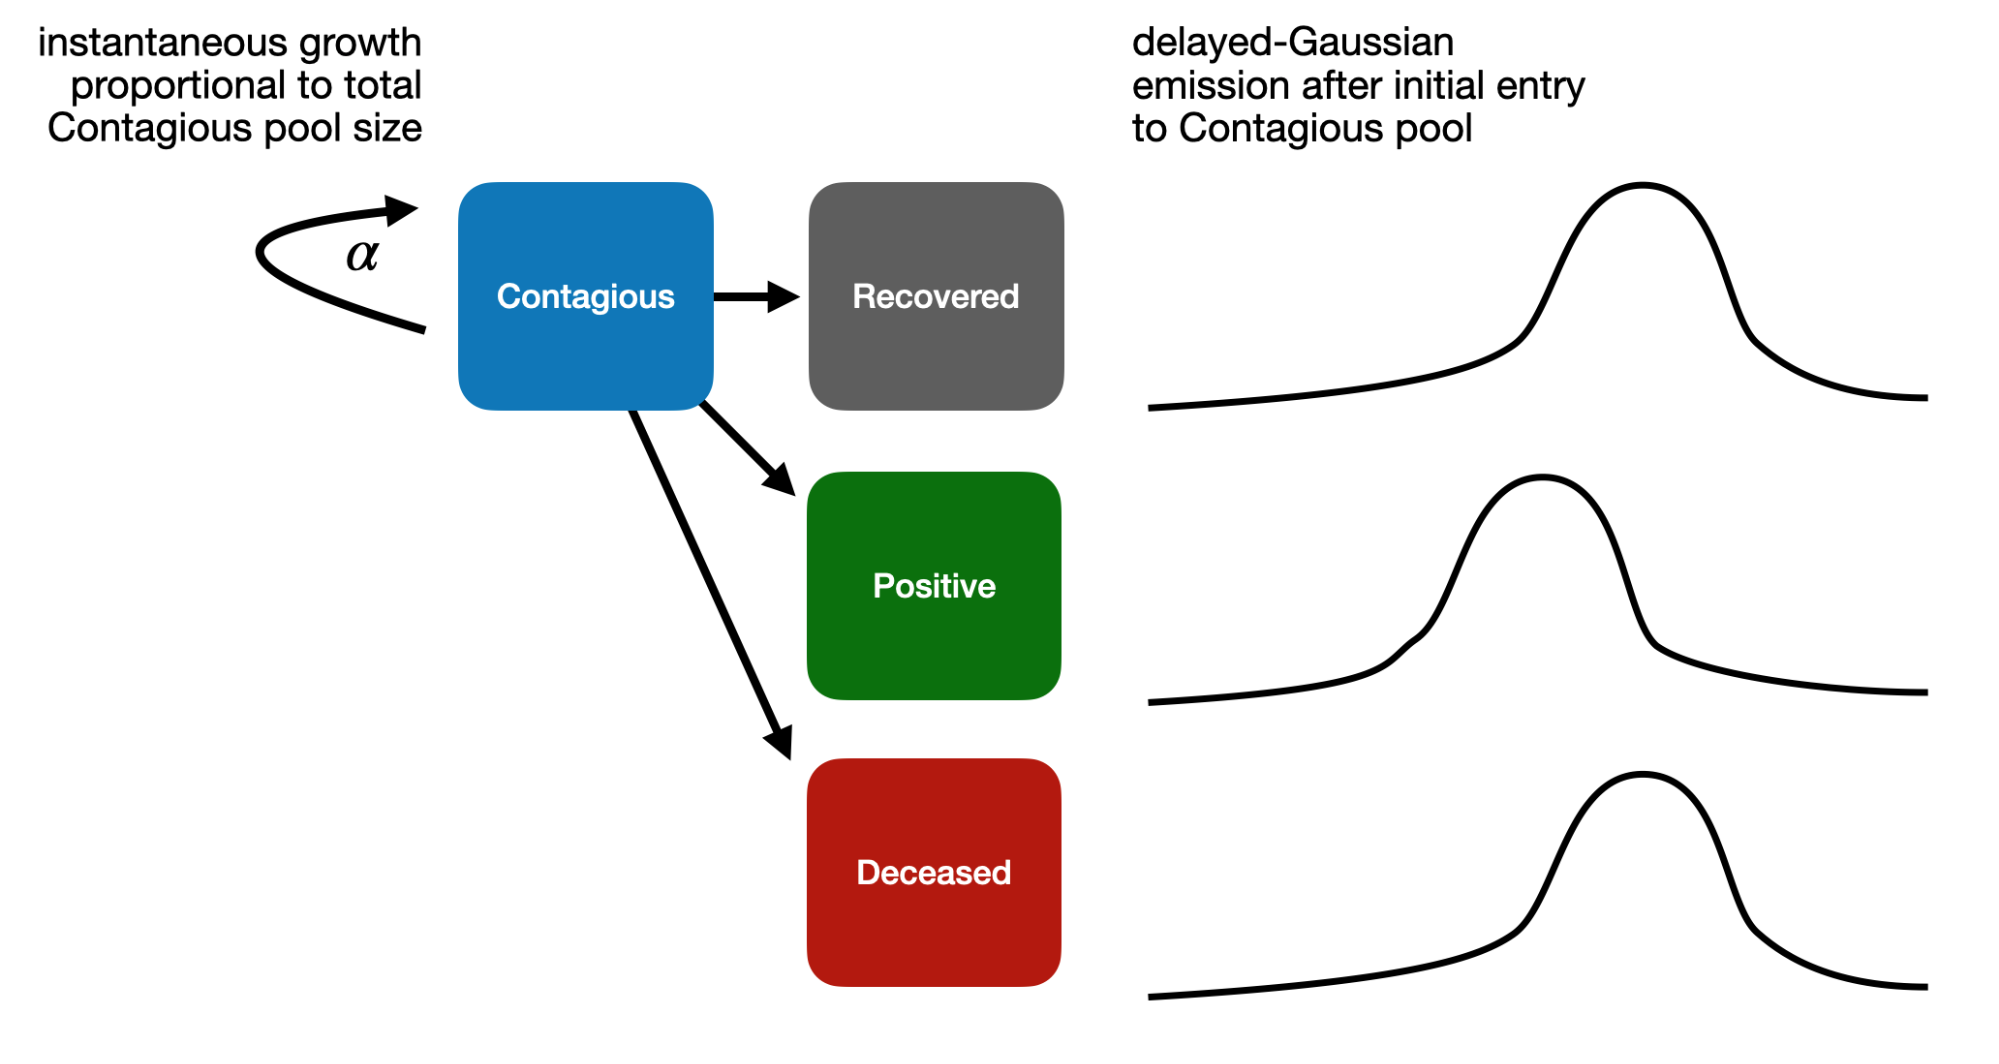 instantaneous growth
proportional to total
Contagious pool size
delayed-Gaussian
emission after initial entry
to Contagious pool
α
Contagious
Recovered
Positive
Deceased